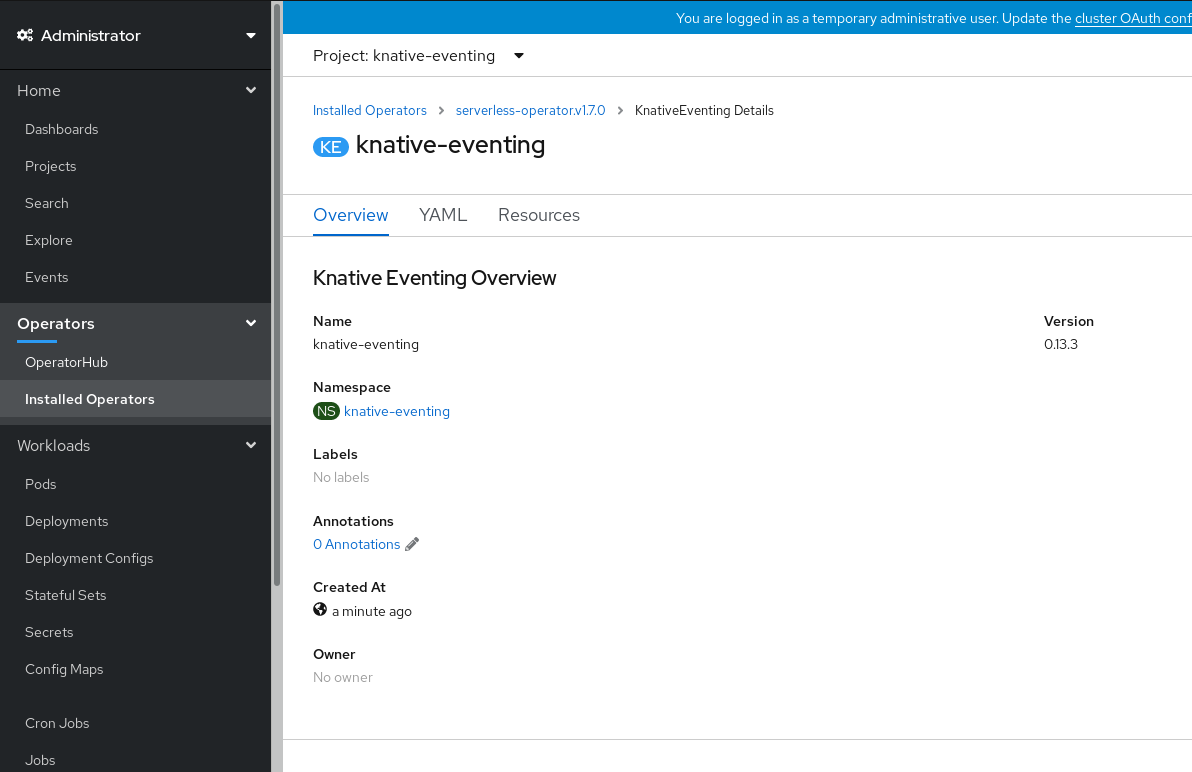 You are logged in as a temporary administrative user. Update the cluster OAuth conf
Administrator
Project: knative-eventing
Home
Dashboards
Projects
Search
Explore
Events
Operators
OperatorHub
Installed Operators
Workloads
Pods
Deployments
Deployment Configs
Stateful Sets
Secrets
Config Maps
Cron Jobs
Jobs
Installed Operators > serverless-operator.v1.7.0 > KnativeEventing Details
KE knative-eventing
Overview YAML Resources
Knative Eventing Overview
Name
knative-eventing
Namespace
NS knative-eventing
Labels
No labels
Annotations
0 Annotations
Created At
a minute ago
Owner
No owner
Version
0.13.3